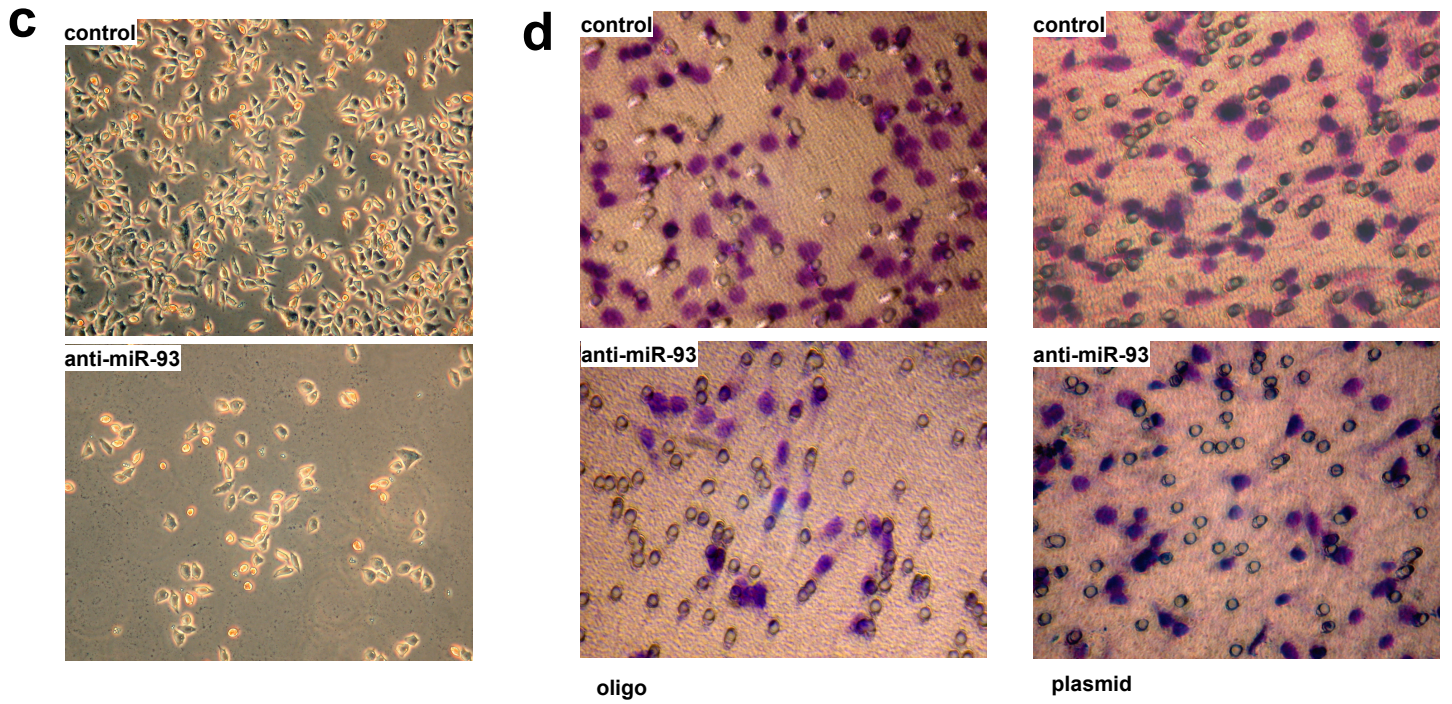 c
control
anti-miR-93
d
control
control
anti-miR-93
anti-miR-93
oligo
plasmid